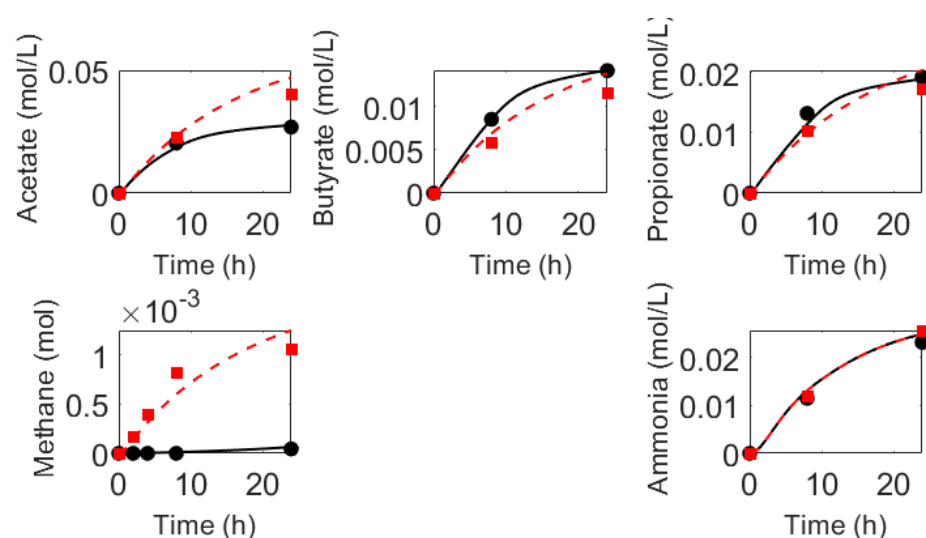 Acetate (mol/L)
0.05
0
0 10 20
Time (h)
Butyrate (mol/L)
0.01
0.005
0
0 10 20
Time (h)
Propionate (mol/L)
0.02
0.01
0
0 10 20
Time (h)
Methane (mol)
×10⁻³
1
0.5
0
0 10 20
Time (h)
Ammonia (mol/L)
0.02
0.01
0
0 10 20
Time (h)